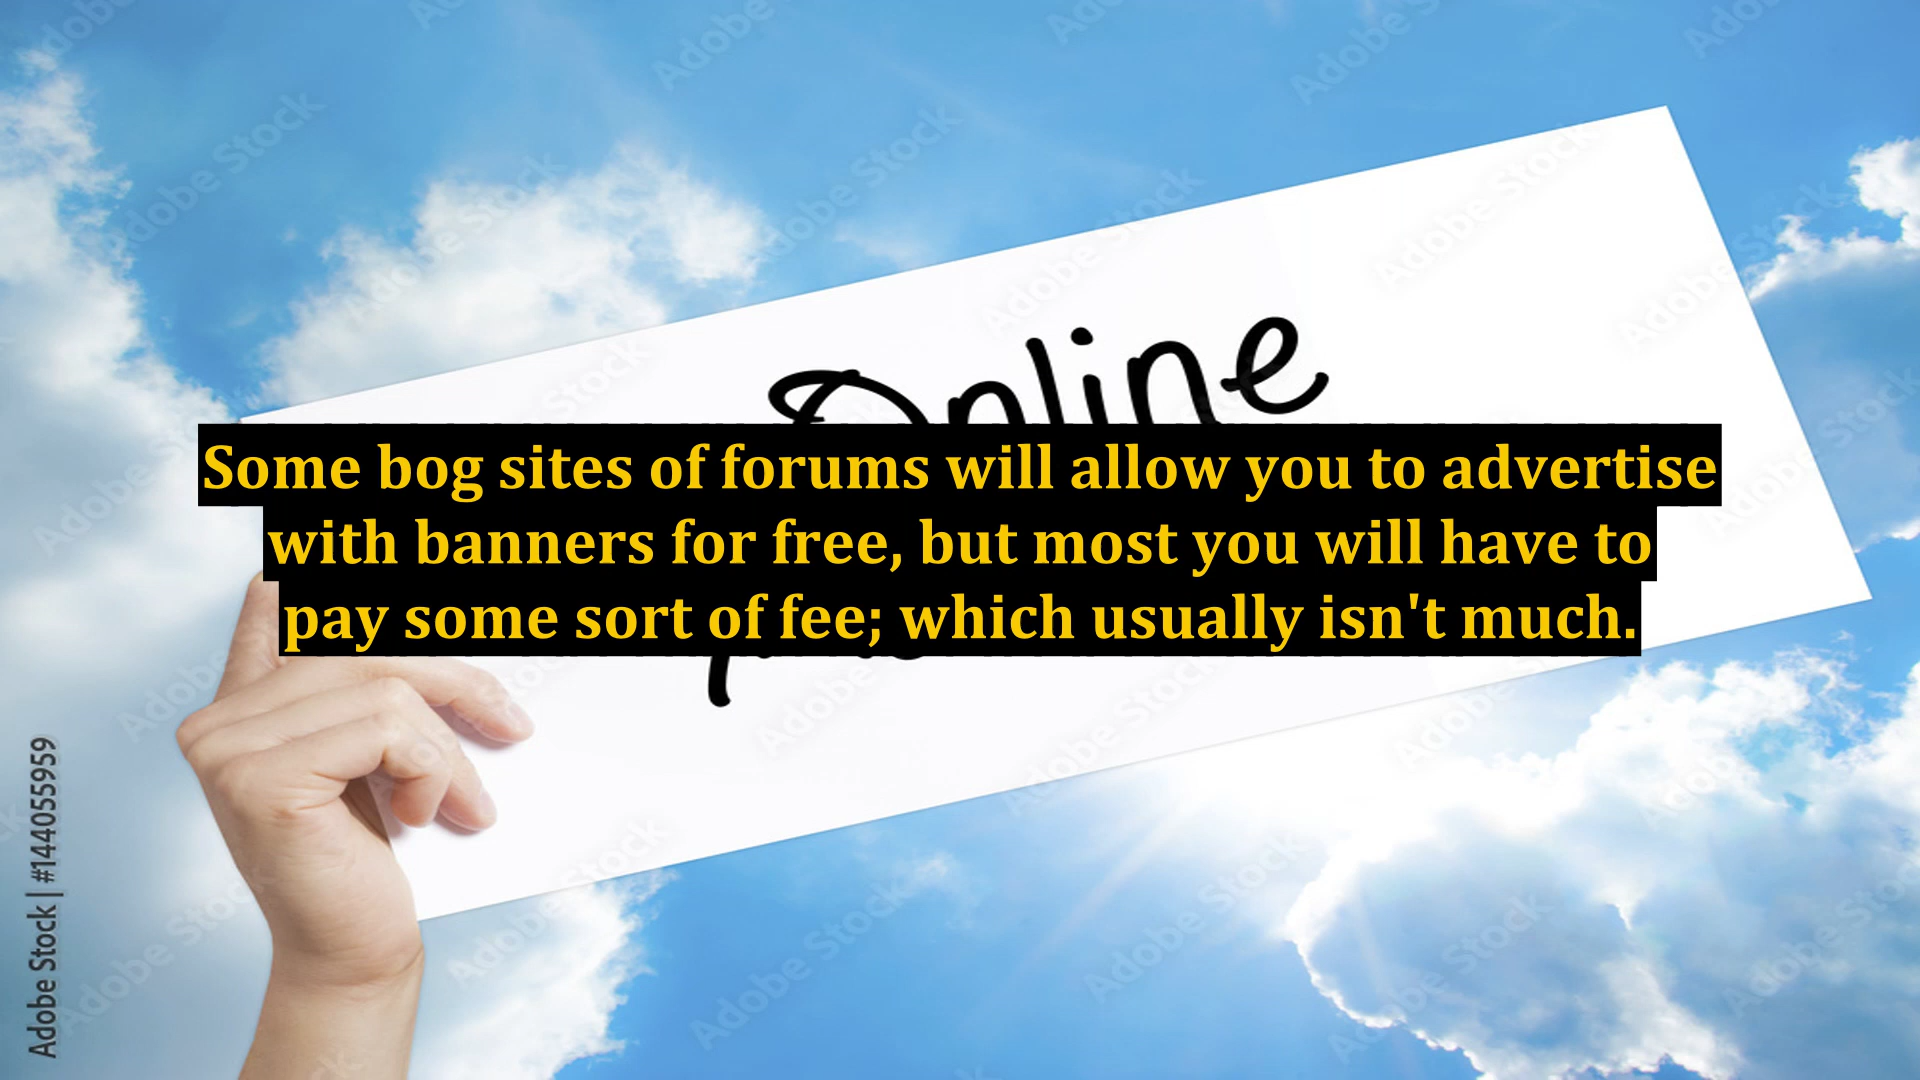 Online
Some bog sites of forums will allow you to advertise
with banners for free, but most you will have to
pay some sort of fee; which usually isn't much.
Adobe Stock | #144055959